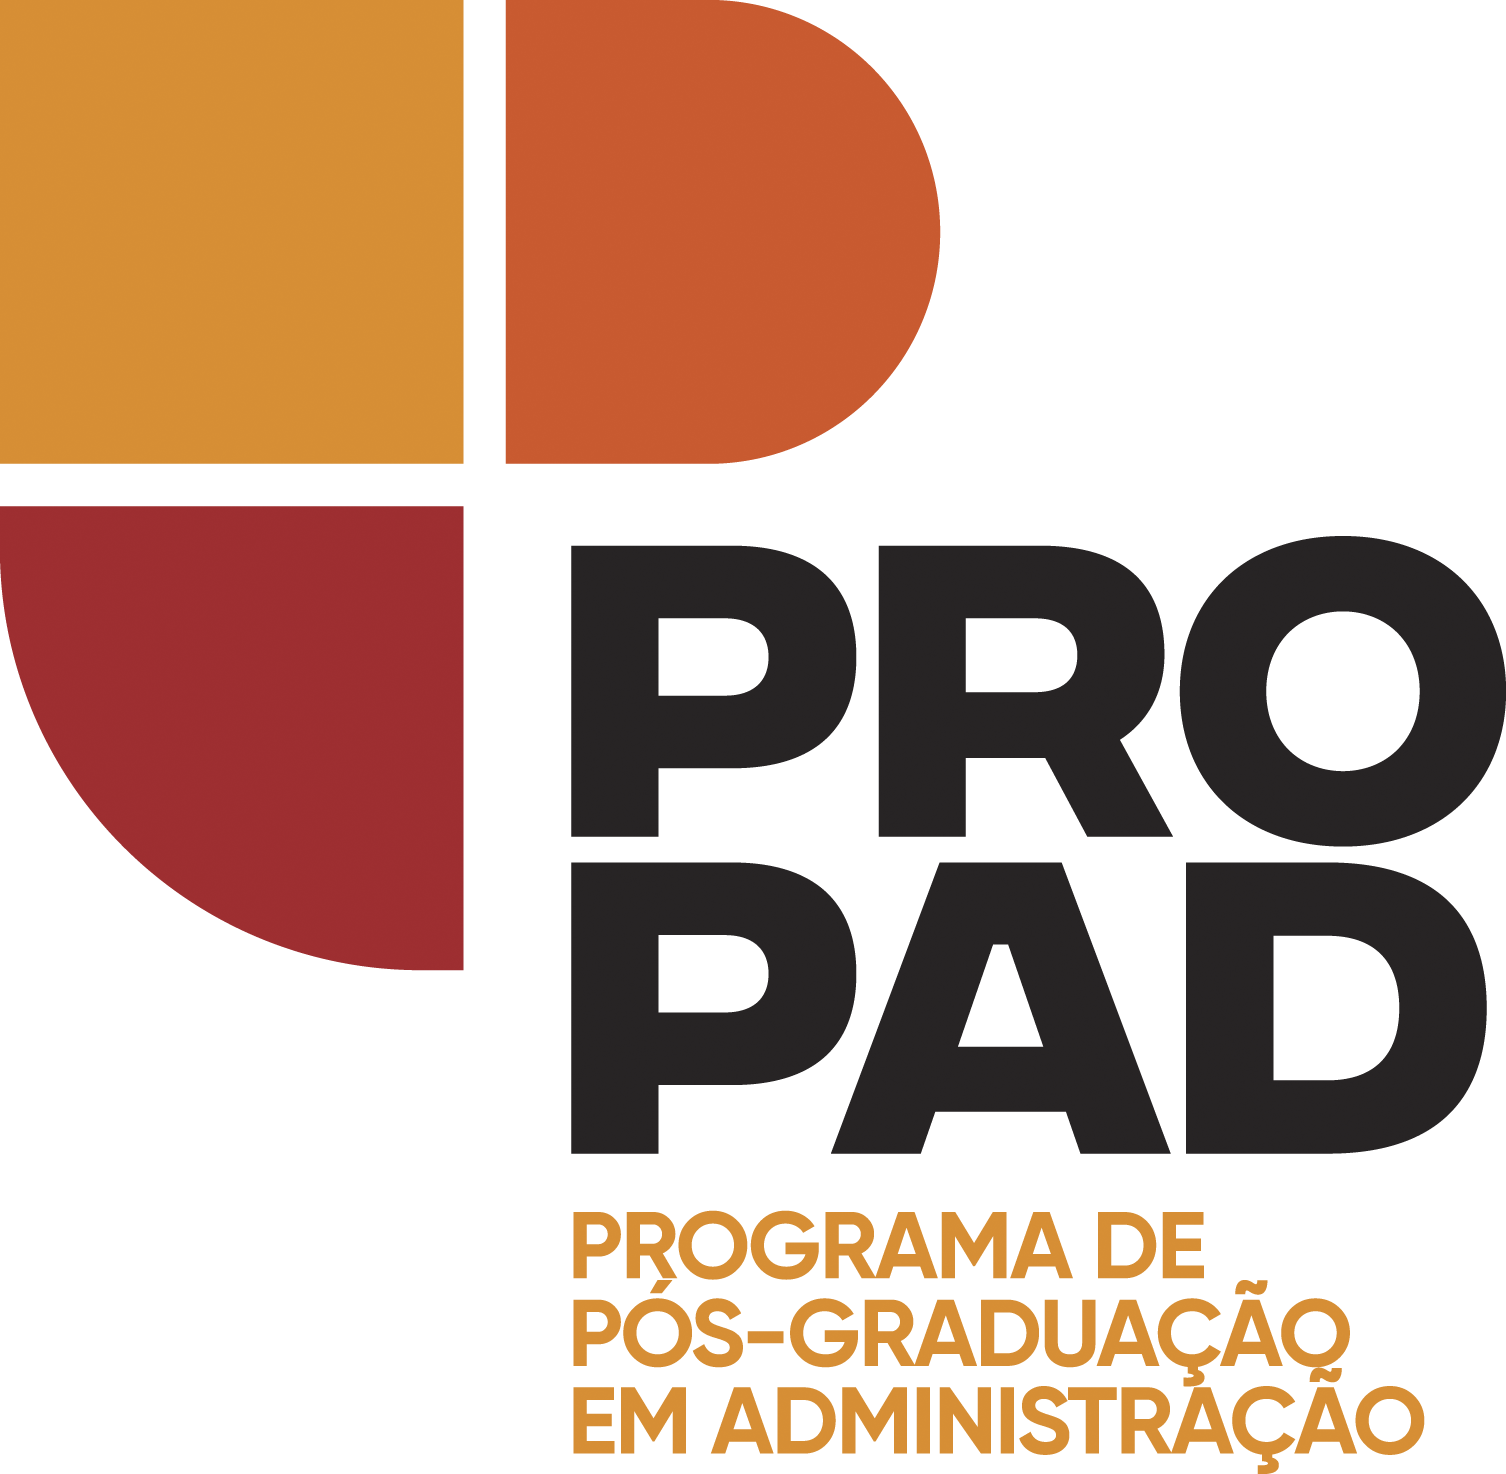 PRO
PAD
PROGRAMA DE
PÓS-GRADUAÇÃO
EM ADMINISTRAÇÃO